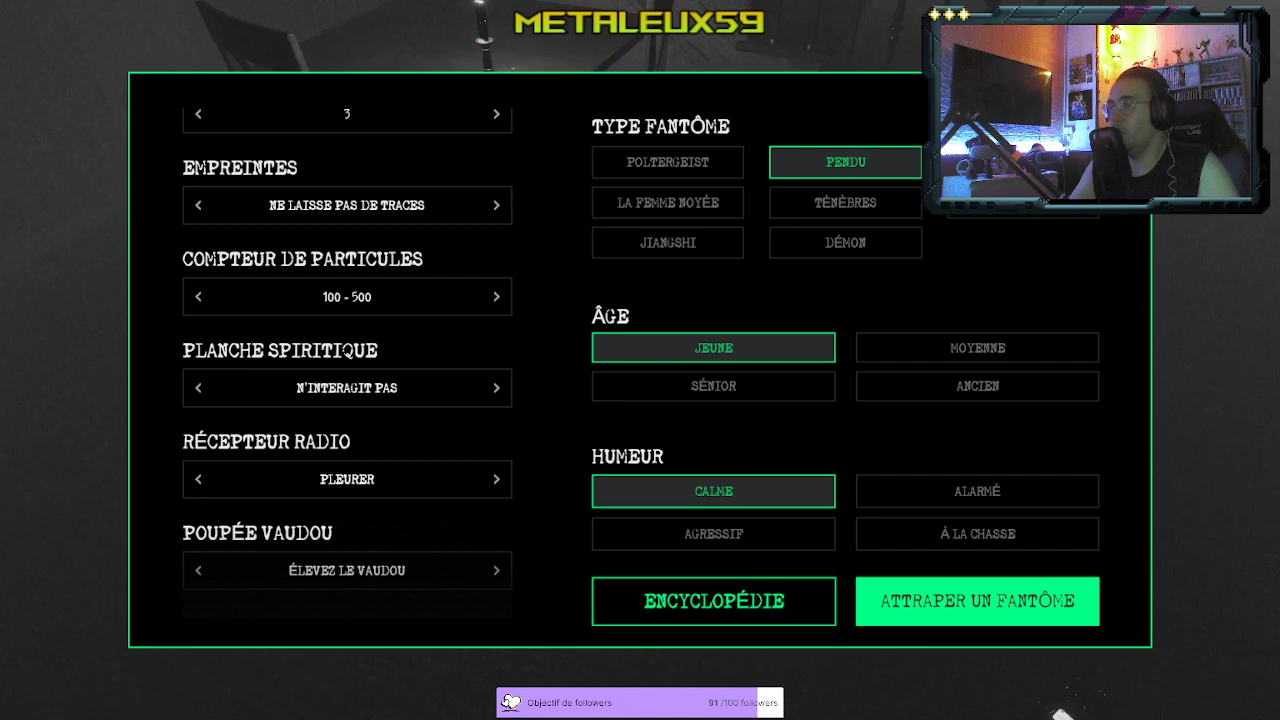 METALEUX59
3
EMPREINTES
NE LAISSE PAS DE TRACES
COMPTEUR DE PARTICULES
100 - 500
PLANCHE SPIRITIQUE
N'INTERAGIT PAS
RÉCEPTEUR RADIO
PLEURER
POUPÉE VAUDOU
ÉLEVEZ LE VAUDOU
TYPE FANTÔME
POLTERGEIST
PENDU
LA FEMME NOYÉE
TÉNÈBRES
JIANGSHI
DÉMON
ÂGE
JEUNE
MOYENNE
SÉNIOR
ANCIEN
HUMEUR
CALME
ALARMÉ
AGRESSIF
À LA CHASSE
ENCYCLOPÉDIE
ATTRAPER UN FANTÔME
Objectif de followers
91 /100 followers